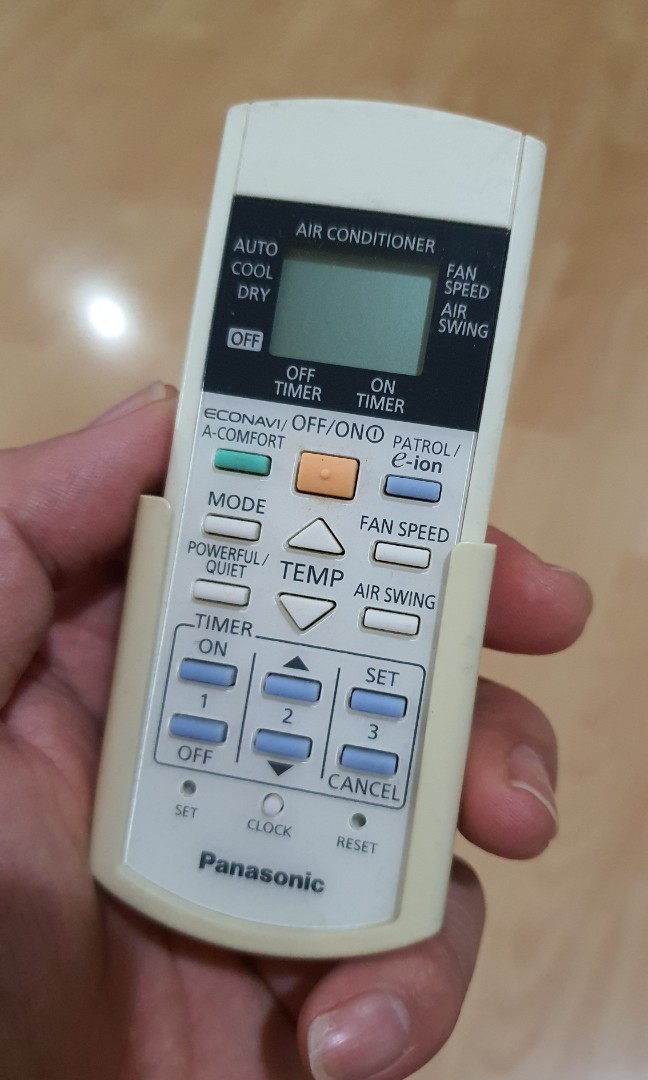 AIR CONDITIONER
AUTO
COOL
DRY
OFF
FAN
SPEED
AIR
SWING
OFF
TIMER
ON
TIMER
ECONAVI/
A-COMFORT
OFF/ON
PATROL/
e-ion
MODE
FAN SPEED
POWERFUL/
QUIET
TEMP
AIR SWING
TIMER
ON
SET
1
2
3
OFF
CANCEL
SET
CLOCK
RESET
Panasonic